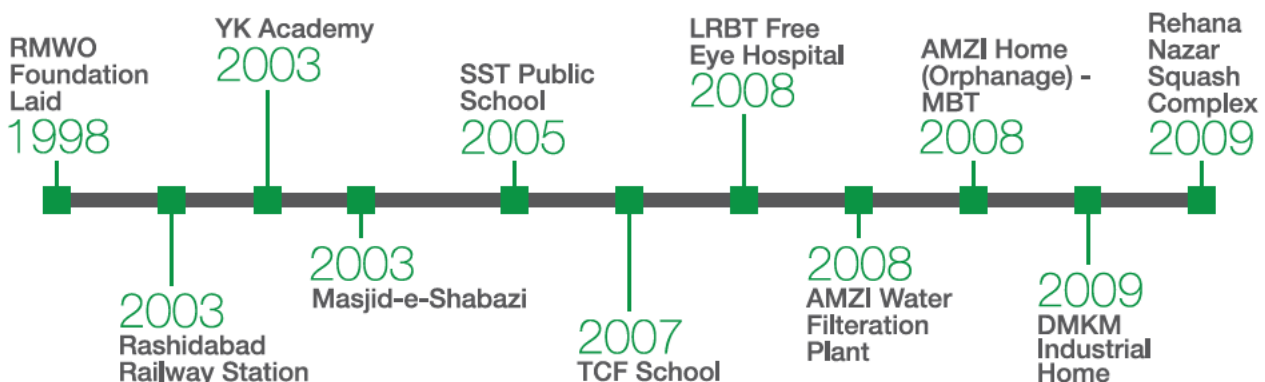 RMWO
Foundation
Laid
1998
2003
Rashidabad
Railway Station
YK Academy
2003
2003
Masjid-e-Shabazi
SST Public
School
2005
2007
TCF School
LRBT Free
Eye Hospital
2008
2008
AMZI Water
Filteration
Plant
AMZI Home
(Orphanage) -
MBT
2008
2009
DMKM
Industrial
Home
Rehana
Nazar
Squash
Complex
2009